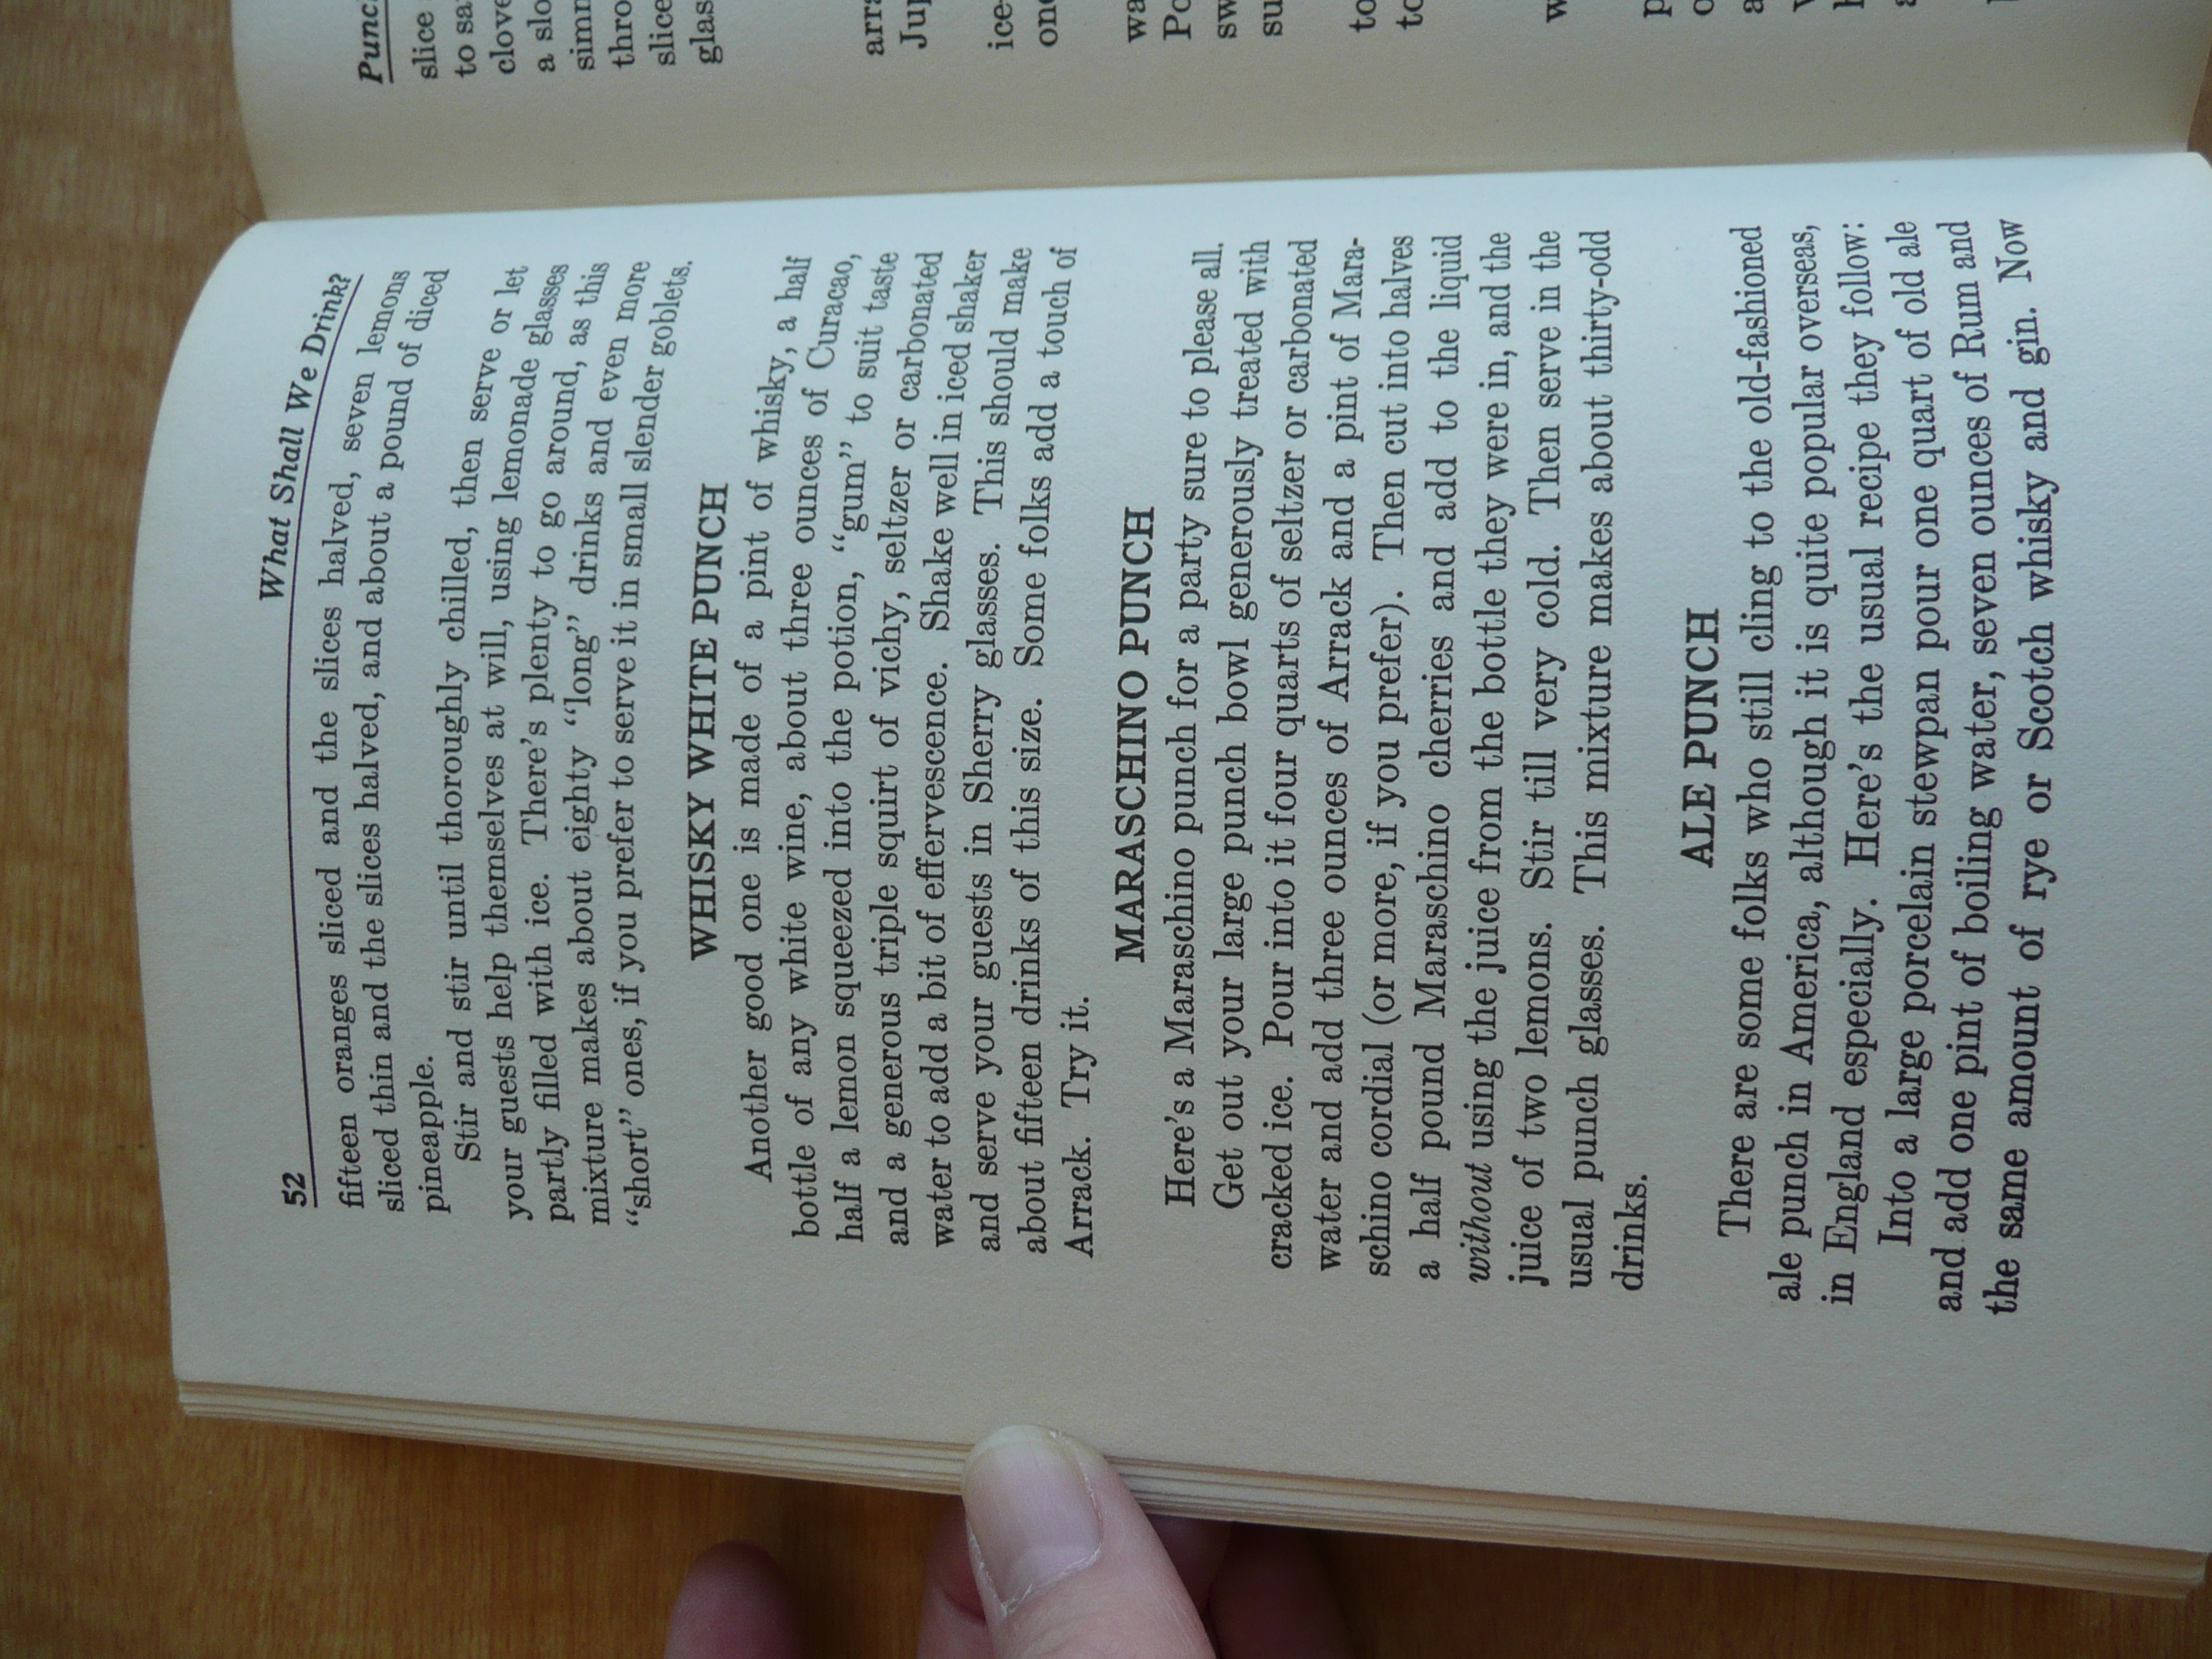 52 What Shall We Drink?
fifteen oranges sliced and the slices halved, seven lemons
sliced thin and the slices halved, and about a pound of diced
pineapple.
Stir and stir until thoroughly chilled, then serve or let
your guests help themselves at will, using lemonade glasses
partly filled with ice. There's plenty to go around, as this
mixture makes about eighty “long” drinks and even more
“short” ones, if you prefer to serve it in small slender goblets.
WHISKY WHITE PUNCH
Another good one is made of a pint of whisky, a half
bottle of any white wine, about three ounces of Curacao,
half a lemon squeezed into the potion, “gum” to suit taste
and a generous triple squirt of vichy, seltzer or carbonated
water to add a bit of effervescence. Shake well in iced shaker
and serve your guests in Sherry glasses. This should make
about fifteen drinks of this size. Some folks add a touch of
Arrack. Try it.
MARASCHINO PUNCH
Here's a Maraschino punch for a party sure to please all.
Get out your large punch bowl generously treated with
cracked ice. Pour into it four quarts of seltzer or carbonated
water and add three ounces of Arrack and a pint of Mara-
schino cordial (or more, if you prefer). Then cut into halves
a half pound Maraschino cherries and add to the liquid
without using the juice from the bottle they were in, and the
juice of two lemons. Stir till very cold. Then serve in the
usual punch glasses. This mixture makes about thirty-odd
drinks.
ALE PUNCH
There are some folks who still cling to the old-fashioned
ale punch in America, although it is quite popular overseas,
in England especially. Here's the usual recipe they follow:
Into a large porcelain stewpan pour one quart of old ale
and add one pint of boiling water, seven ounces of Rum and
the same amount of rye or Scotch whisky and gin. Now
slice
to
a
slice